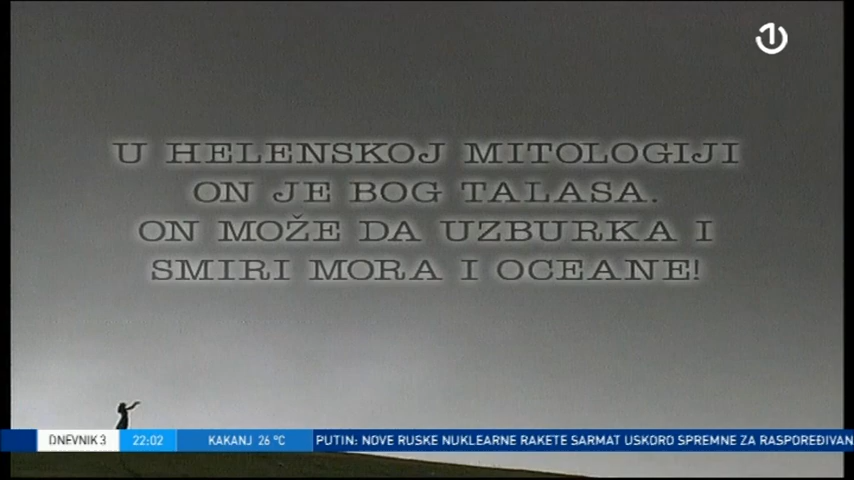 1
U HELENSKOJ MITOLOGIJI
ON JE BOG TALASA.
ON MOŽE DA UZBURKA I
SMIRI MORA I OCEANE!
DNEVNIK 3 22:02 KAKANJ 26 °C PUTIN: NOVE RUSKE NUKLEARNE RAKETE SARMAT USKORO SPREMNE ZA RASPOREĐIVAN